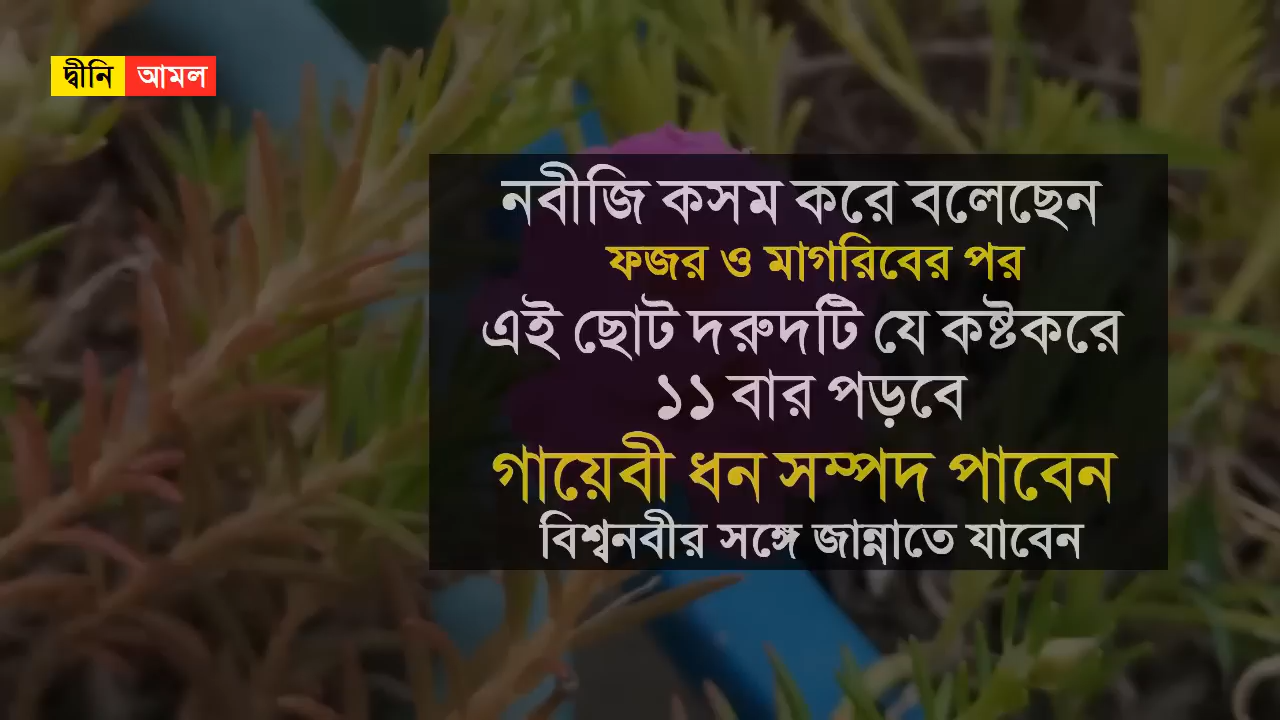 দ্বীনি আমল
নবীজি কসম করে বলেছেন
ফজর ও মাগরিবের পর
এই ছোট দরুদটি যে কষ্টকরে
১১ বার পড়বে
গায়েবী ধন সম্পদ পাবেন
বিশ্বনবীর সঙ্গে জান্নাতে যাবেন